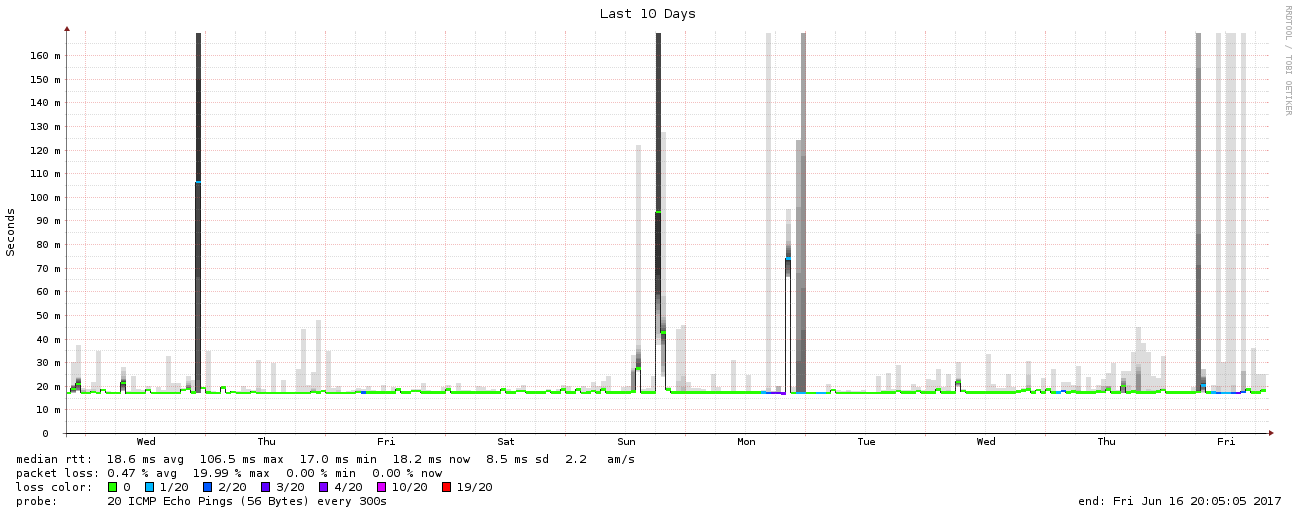 Last 10 Days
RRDTOOL / TOBI OETIKER
Seconds
160 m
150 m
140 m
130 m
120 m
110 m
100 m
90 m
80 m
70 m
60 m
50 m
40 m
30 m
20 m
10 m
0
Wed Thu Fri Sat Sun Mon Tue Wed Thu Fri
median rtt: 18.6 ms avg 106.5 ms max 17.0 ms min 18.2 ms now 8.5 ms sd 2.2 am/s
packet loss: 0.47 % avg 19.99 % max 0.00 % min 0.00 % now
loss color: 0 1/20 2/20 3/20 4/20 10/20 19/20
probe: 20 ICMP Echo Pings (56 Bytes) every 300s end: Fri Jun 16 20:05:05 2017